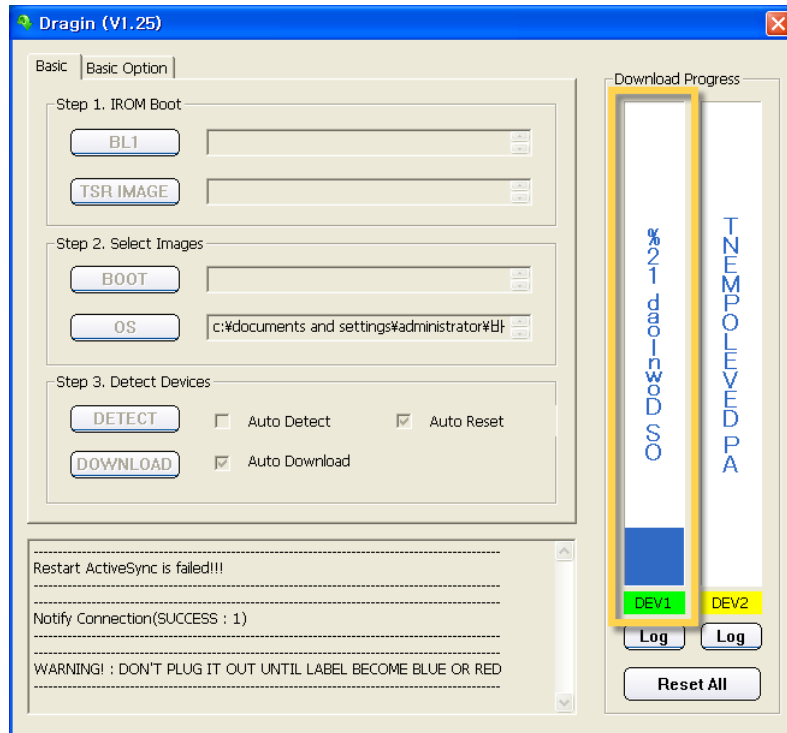 Dragin (V1.25)
Basic
Basic Option
Step 1. IROM Boot
BL1
TSR IMAGE
Step 2. Select Images
BOOT
OS
c:₩documents and settings₩administrator₩바
Step 3. Detect Devices
DETECT
Auto Detect
Auto Reset
DOWNLOAD
Auto Download
------------------------------------------------------------
Restart ActiveSync is failed!!!
------------------------------------------------------------
------------------------------------------------------------
Notify Connection(SUCCESS : 1)
------------------------------------------------------------
------------------------------------------------------------
WARNING! : DON'T PLUG IT OUT UNTIL LABEL BECOME BLUE OR RED
------------------------------------------------------------
Download Progress
OS Download 12%
AP DEVELOPMENT
DEV1
DEV2
Log
Log
Reset All